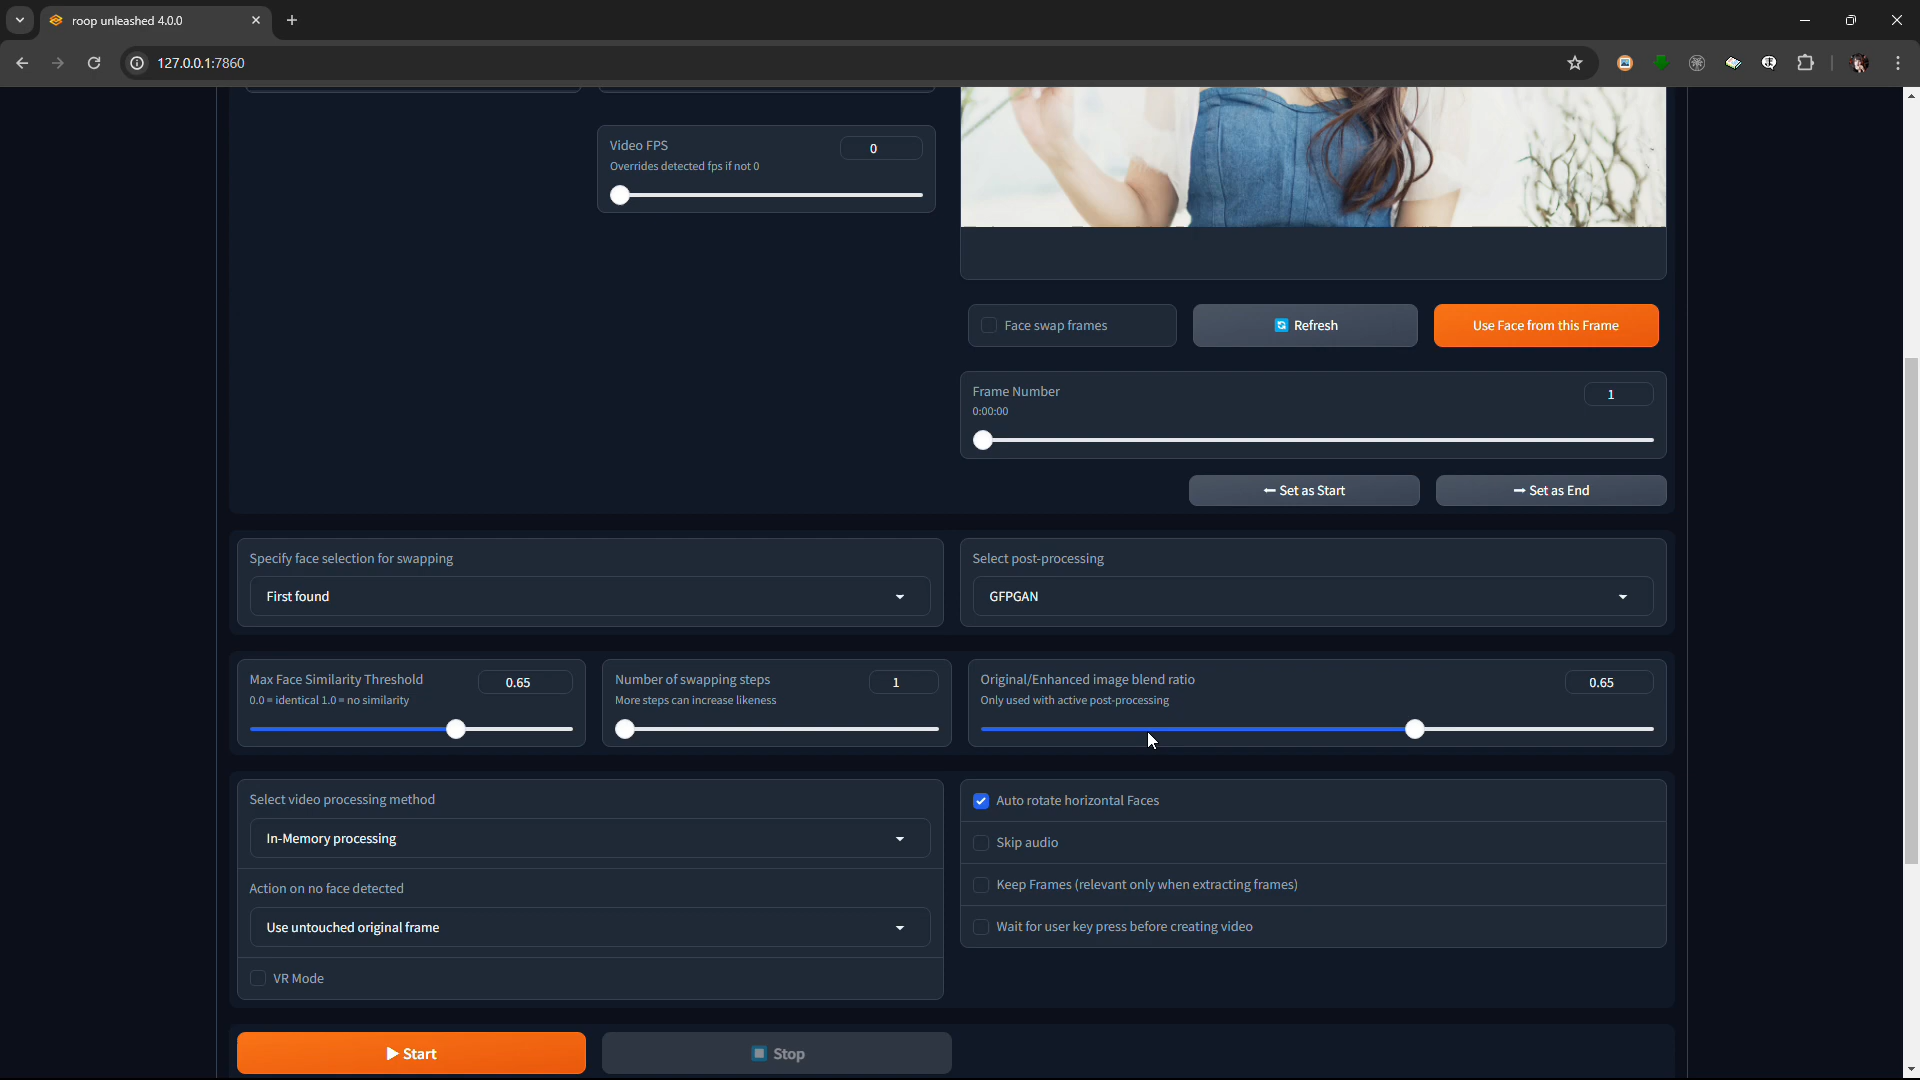 roop unleashed 4.0.0
127.0.0.1:7860
Video FPS
0
Overrides detected fps if not 0
Face swap frames
Refresh
Use Face from this Frame
Frame Number
1
0:00:00
⬅ Set as Start
➡ Set as End
Specify face selection for swapping
First found
Select post-processing
GFPGAN
Max Face Similarity Threshold
0.65
0.0 = identical 1.0 = no similarity
Number of swapping steps
1
More steps can increase likeness
Original/Enhanced image blend ratio
0.65
Only used with active post-processing
Select video processing method
In-Memory processing
Action on no face detected
Use untouched original frame
VR Mode
Auto rotate horizontal Faces
Skip audio
Keep Frames (relevant only when extracting frames)
Wait for user key press before creating video
▶ Start
Stop